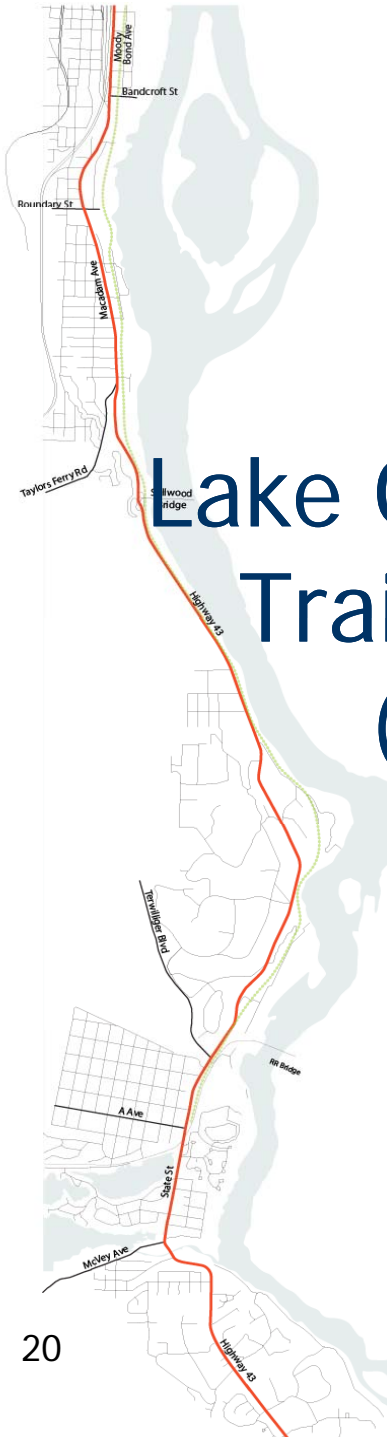 Moody
Bond Ave
Bandcroft St
Boundary St
Macadam Ave
Taylors Ferry Rd
Bridge
Lake
Trai
Highway 43
Terwilliger Blvd
RR Bridge
A Ave
State St
McVey Ave
20
Highway 43